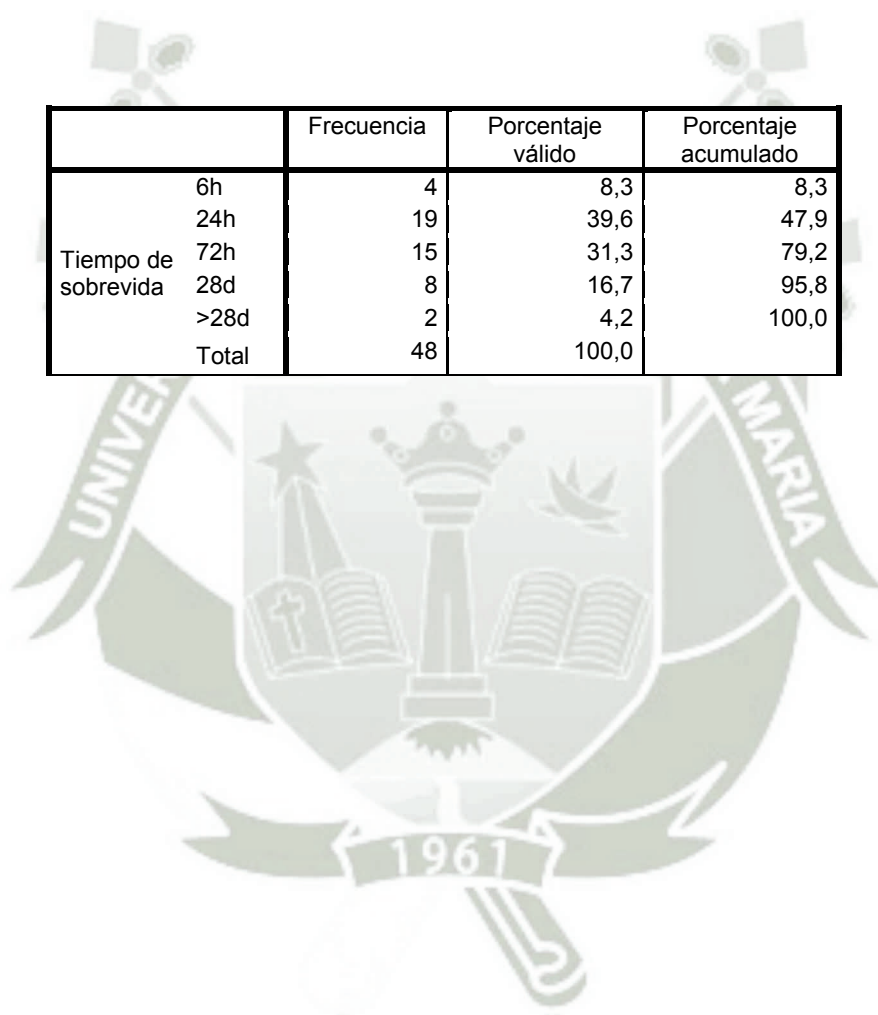 Frecuencia Porcentaje válido Porcentaje acumulado
Tiempo de sobrevida
6h 4 8,3 8,3
24h 19 39,6 47,9
72h 15 31,3 79,2
28d 8 16,7 95,8
>28d 2 4,2 100,0
Total 48 100,0
UNIVER
MARIA
1961